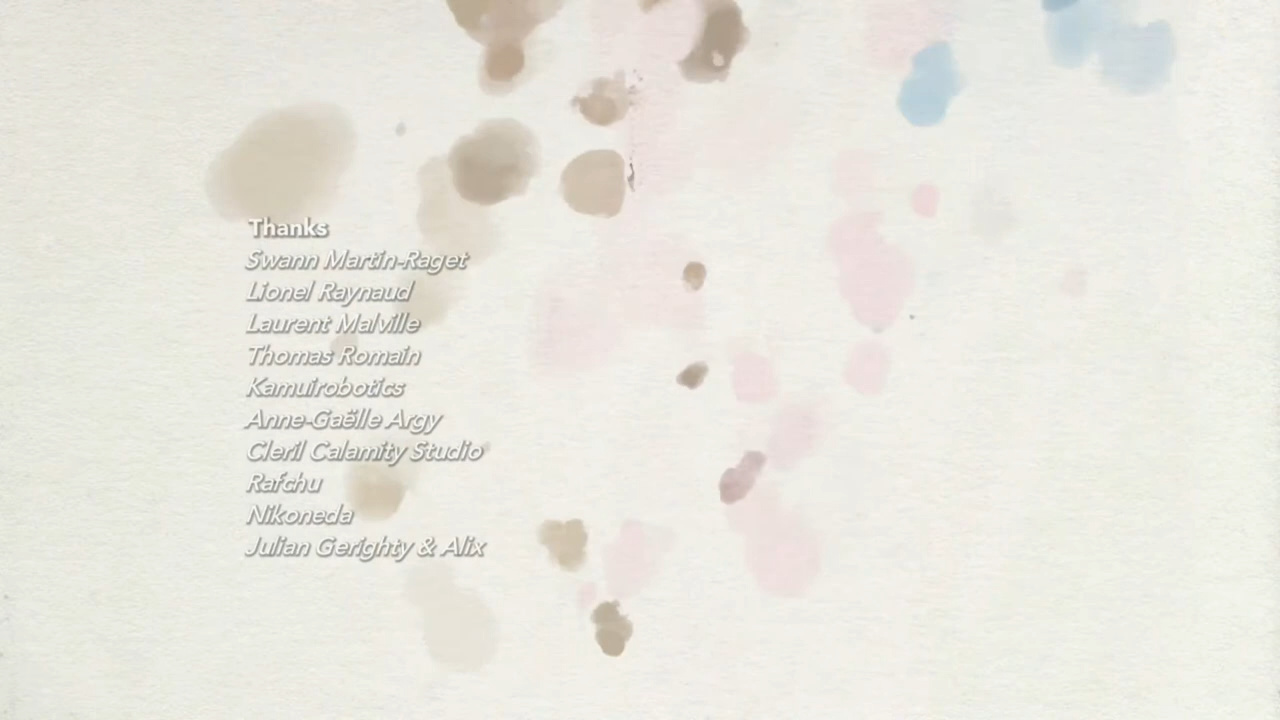 Thanks
Swann Martin-Raget
Lionel Raynaud
Laurent Malville
Thomas Romain
Kamuirobotics
Anne-Gaëlle Argy
Cleril Calamity Studio
Rafchu
Nikoneda
Julian Gerighty & Alix